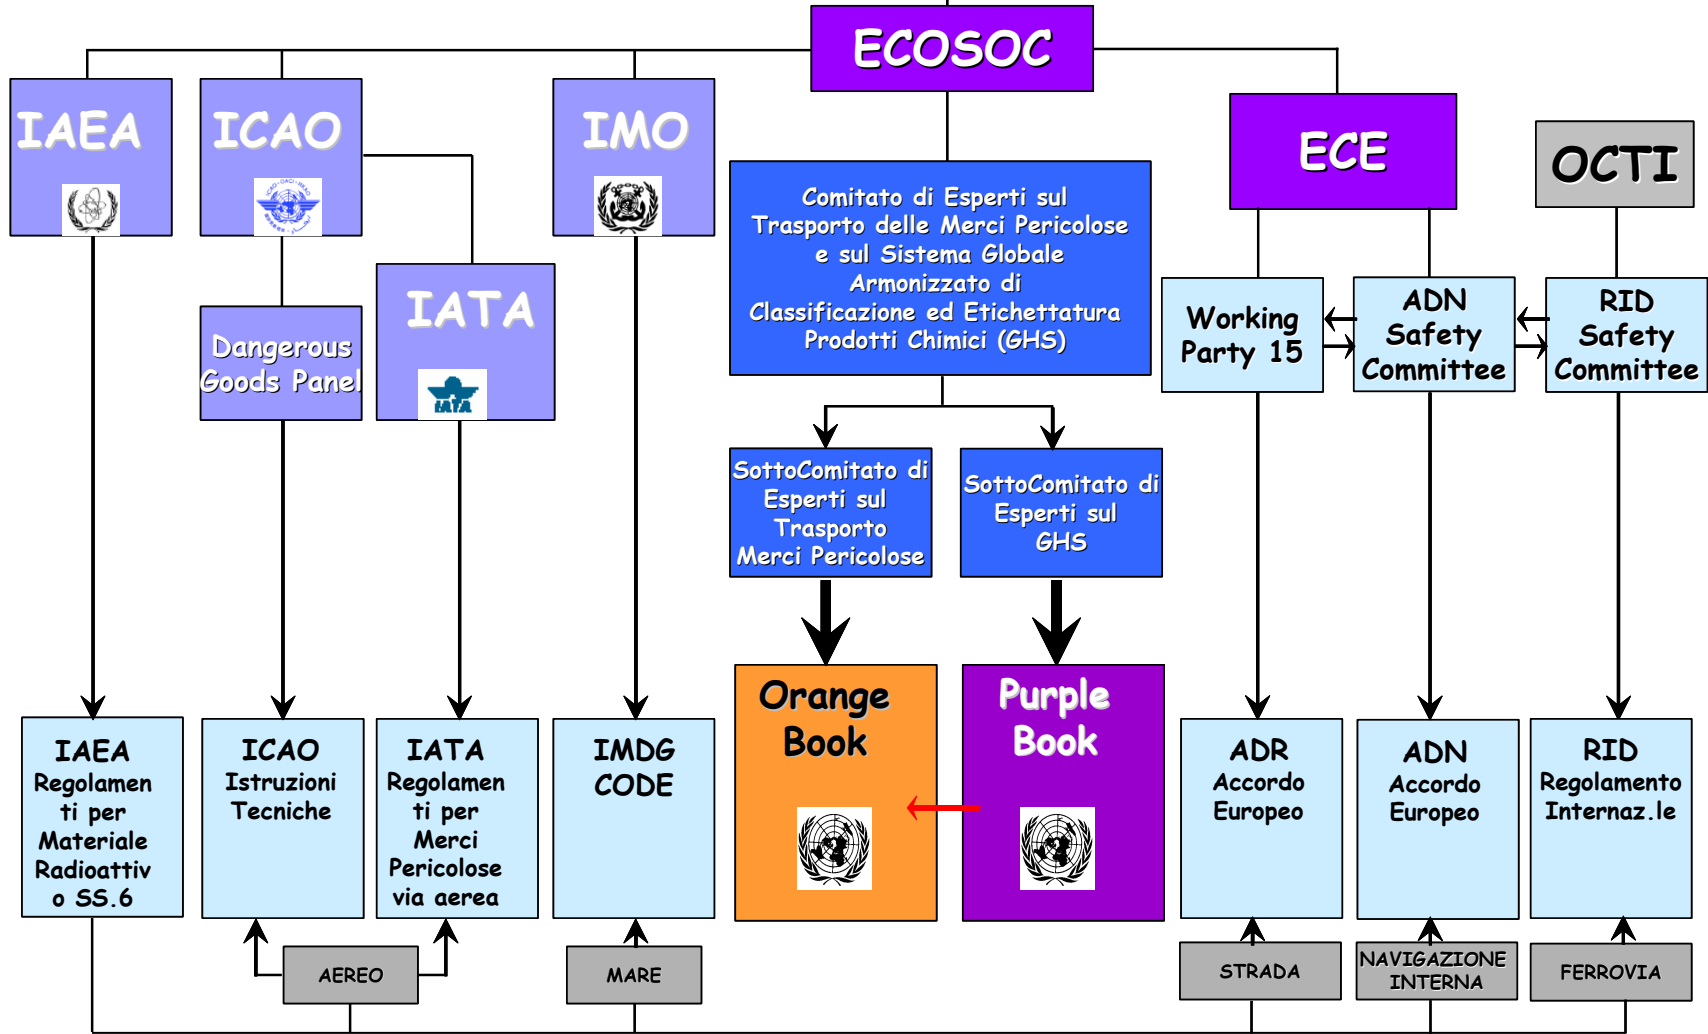 ECOSOC
IAEA
ICAO
ICAO·OACI·ИКАО
IMO
ECE
OCTI
Comitato di Esperti sul
Trasporto delle Merci Pericolose
e sul Sistema Globale
Armonizzato di
Classificazione ed Etichettatura
Prodotti Chimici (GHS)
IATA
IATA
Dangerous
Goods Panel
Working
Party 15
ADN
Safety
Committee
RID
Safety
Committee
SottoComitato di
Esperti sul
Trasporto
Merci Pericolose
SottoComitato di
Esperti sul
GHS
Orange
Book
Purple
Book
IAEA
Regolamen
ti per
Materiale
Radioattiv
o SS.6
ICAO
Istruzioni
Tecniche
IATA
Regolamen
ti per
Merci
Pericolose
via aerea
IMDG
CODE
ADR
Accordo
Europeo
ADN
Accordo
Europeo
RID
Regolamento
Internaz.le
AEREO
MARE
STRADA
NAVIGAZIONE
INTERNA
FERROVIA